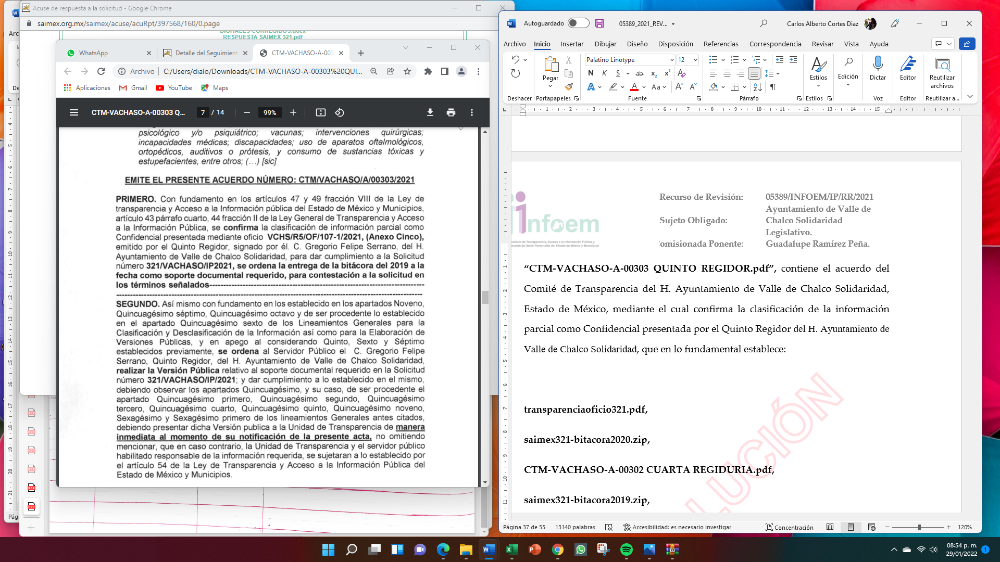 Acuse de respuesta a la solicitud - Google Chrome
saimex.org.mx/saimex/acuse/acuRpt/397568/160/0.page
DIGITALES CORREGIDOS.docx
RESPUESTA SAIMEX 321.pdf
WhatsApp
Detalle del Seguimient
CTM-VACHASO-A-003
Archivo
C:/Users/dialo/Downloads/CTM-VACHASO-A-00303%20QUI...
Aplicaciones
Gmail
YouTube
Maps
CTM-VACHASO-A-00303 Q...
7 / 14
99%
psicológico y/o psiquiátrico; vacunas; intervenciones quirúrgicas;
incapacidades médicas; discapacidades; uso de aparatos oftalmológicos,
ortopédicos, auditivos o prótesis, y consumo de sustancias tóxicas y
estupefacientes, entre otros; (…) [sic]
EMITE EL PRESENTE ACUERDO NÚMERO: CTM/VACHASO/A/00303/2021
PRIMERO. Con fundamento en los artículos 47 y 49 fracción VIII de la Ley de
transparencia y Acceso a la Información pública del Estado de México y Municipios,
artículo 43 párrafo cuarto, 44 fracción II de la Ley General de Transparencia y Acceso
a la Información Pública, se confirma la clasificación de información parcial como
Confidencial presentada mediante oficio VCHS/R5/OF/107-1/2021, (Anexo Cinco),
emitido por el Quinto Regidor, signado por él. C. Gregorio Felipe Serrano, del H.
Ayuntamiento de Valle de Chalco Solidaridad, para dar cumplimiento a la Solicitud
número 321/VACHASO/IP2021, se ordena la entrega de la bitácora del 2019 a la
fecha como soporte documental requerido, para contestación a la solicitud en
los términos señalados------------------------------------------------------------------------------
----------------------------------------------------------------------------------------------------------------
SEGUNDO. Así mismo con fundamento en los establecido en los apartados Noveno,
Quincuagésimo séptimo, Quincuagésimo octavo y de ser procedente lo establecido
en el apartado Quincuagésimo sexto de los Lineamientos Generales para la
Clasificación y Desclasificación de la Información así como para la Elaboración de
Versiones Públicas, y en apego al considerando Quinto, Sexto y Séptimo
establecidos previamente, se ordena al Servidor Público el C. Gregorio Felipe
Serrano, Quinto Regidor, del H. Ayuntamiento de Valle de Chalco Solidaridad,
realizar la Versión Pública relativo al soporte documental requerido en la Solicitud
número 321/VACHASO/IP/2021; y dar cumplimiento a lo establecido en el mismo,
debiendo observar los apartados Quincuagésimo, y su caso, de ser procedente el
apartado Quincuagésimo primero, Quincuagésimo segundo, Quincuagésimo
tercero, Quincuagésimo cuarto, Quincuagésimo quinto, Quincuagésimo noveno,
Sexagésimo y Sexagésimo primero de los lineamientos Generales antes citados,
debiendo presentar dicha Versión publica a la Unidad de Transparencia de manera
inmediata al momento de su notificación de la presente acta, no omitiendo
mencionar, que en caso contrario, la Unidad de Transparencia y el servidor público
habilitado responsable de la información requerida, se sujetaran a lo establecido por
el artículo 54 de la Ley de Transparencia y Acceso a la Información Pública del
Estado de México y Municipios.
Autoguardado
05389_2021_REV...
Carlos Alberto Cortes Diaz
Archivo Inicio Insertar Dibujar Diseño Disposición Referencias Correspondencia Revisar Vista Ayuda
Palatino Linotype 12
Pegar
Estilos
Edición
Dictar
Editor
Reutilizar archivos
Deshacer Portapapeles Fuente Párrafo Estilos Voz Editor Reutilizar a...
infoem
Instituto de Transparencia, Acceso a la Información Pública y
Protección de Datos Personales del Estado de México y Municipios
Recurso de Revisión: 05389/INFOEM/IP/RR/2021
Sujeto Obligado: Ayuntamiento de Valle de
Chalco Solidaridad
Legislativo.
Comisionada Ponente: Guadalupe Ramírez Peña.
“CTM-VACHASO-A-00303 QUINTO REGIDOR.pdf”, contiene el acuerdo del
Comité de Transparencia del H. Ayuntamiento de Valle de Chalco Solidaridad,
Estado de México, mediante el cual confirma la clasificación de la información
parcial como Confidencial presentada por el Quinto Regidor del H. Ayuntamiento de
Valle de Chalco Solidaridad, que en lo fundamental establece:
transparenciaoficio321.pdf,
saimex321-bitacora2020.zip,
CTM-VACHASO-A-00302 CUARTA REGIDURIA.pdf,
saimex321-bitacora2019.zip,
LUCIÓN
Página 37 de 55
13140 palabras
Accesibilidad: es necesario investigar
Concentración
120%
08:54 p. m.
29/01/2022
1